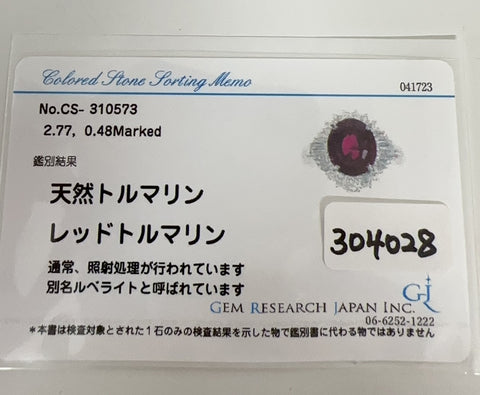 Colored Stone Sorting Memo
041723
No.CS- 310573
2.77, 0.48Marked
鑑別結果
天然トルマリン
レッドトルマリン
304028
通常、照射処理が行われています
別名ルベライトと呼ばれています
GJ
GEM RESEARCH JAPAN INC.
06-6252-1222
*本書は検査対象とされた1石のみの検査結果を示した物で鑑別書に代わる物ではありません